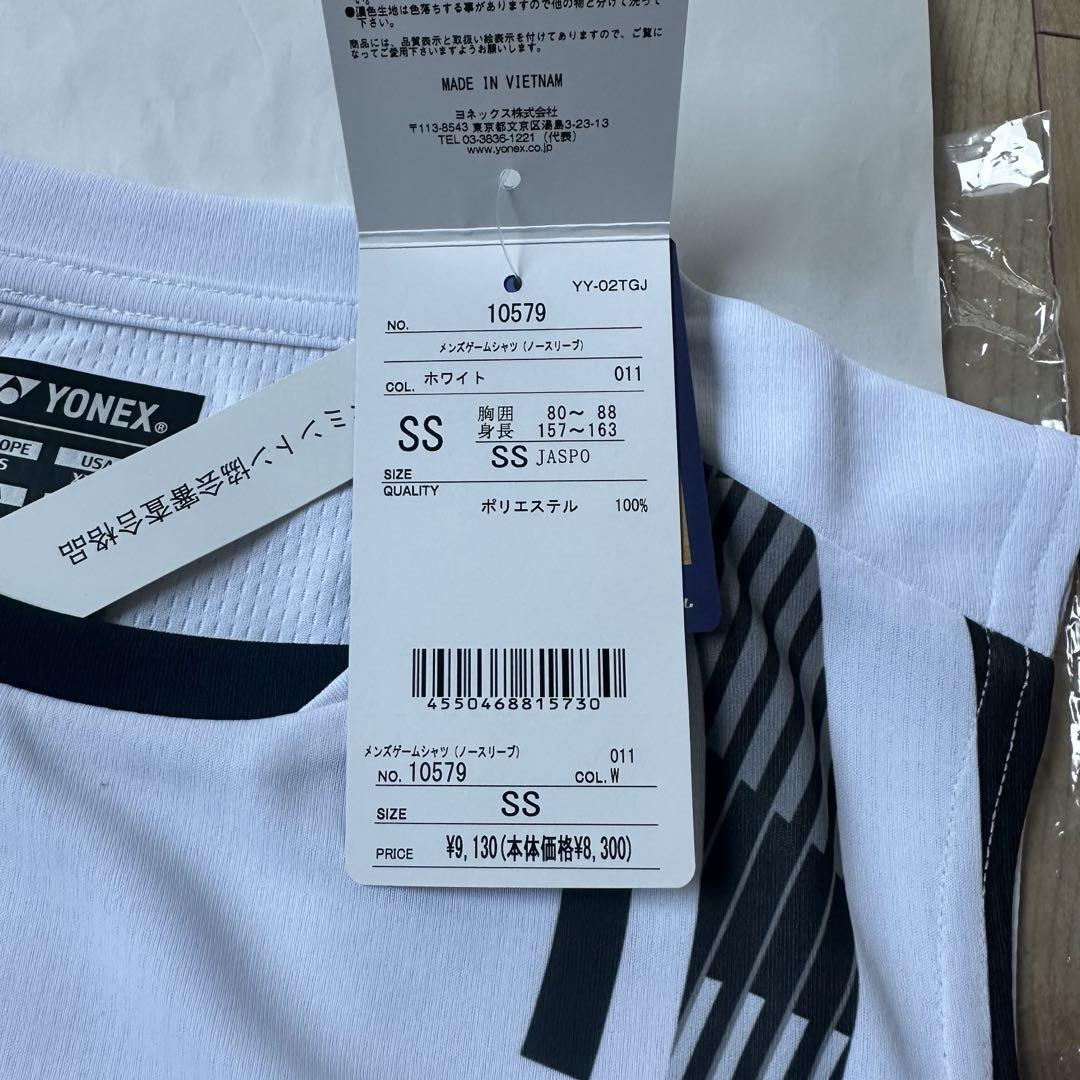 ●濃色生地は色落ちする事がありますので他の物と分けて洗って
下さい。
商品には、品質表示と取扱い絵表示を付けてありますので、ご覧に
なってご愛用下さいますようお願いします。
MADE IN VIETNAM
ヨネックス株式会社
〒113-8543 東京都文京区湯島3-23-13
TEL 03-3836-1221 (代表)
www.yonex.co.jp
YY-02TGJ
NO. 10579
メンズゲームシャツ(ノースリーブ)
COL. ホワイト 011
SS 胸囲 80～ 88
身長 157～163
SIZE SS JASPO
QUALITY
ポリエステル 100%
4550468815730
メンズゲームシャツ(ノースリーブ) 011
NO. 10579 COL. W
SIZE SS
PRICE ¥9,130(本体価格¥8,300)
YONEX®
OPE USA
S
ミントン協会審査合格品